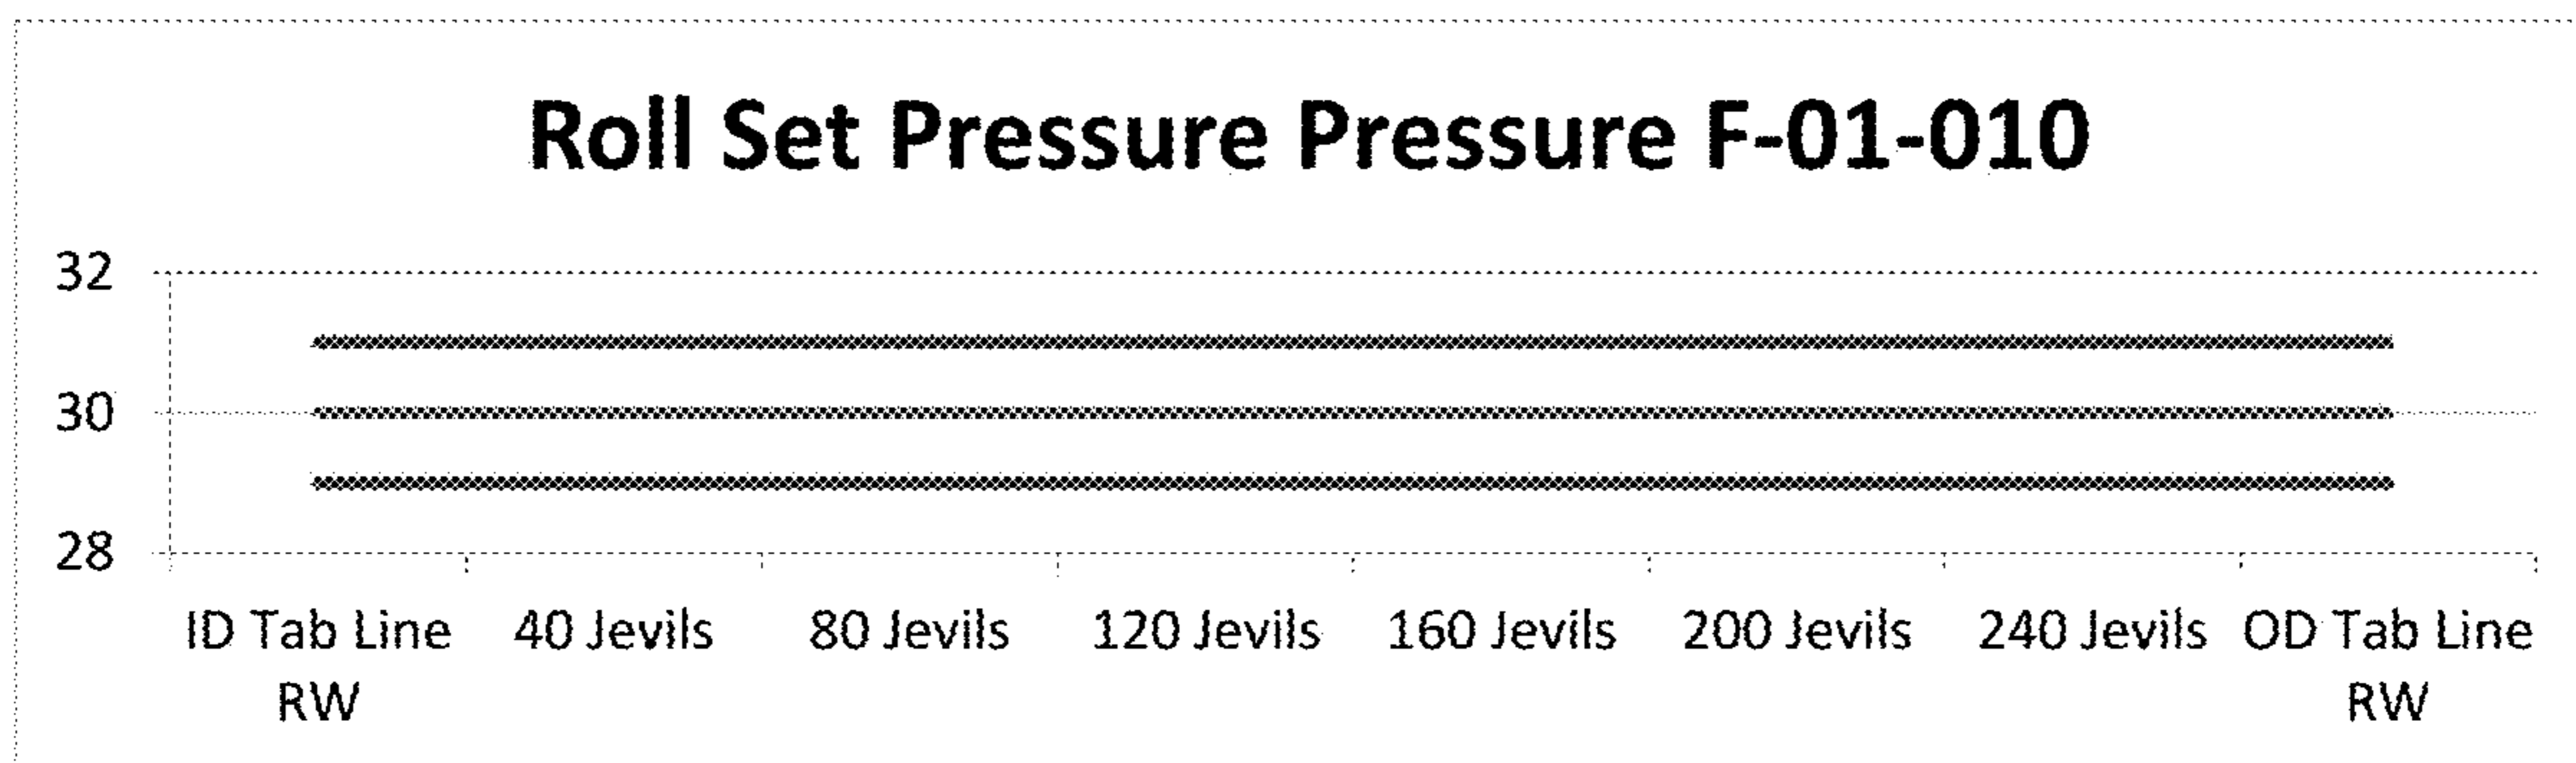 Roll Set Pressure Pressure F-01-010
32
30
28
ID Tab Line RW
40 Jevils
80 Jevils
120 Jevils
160 Jevils
200 Jevils
240 Jevils
OD Tab Line RW